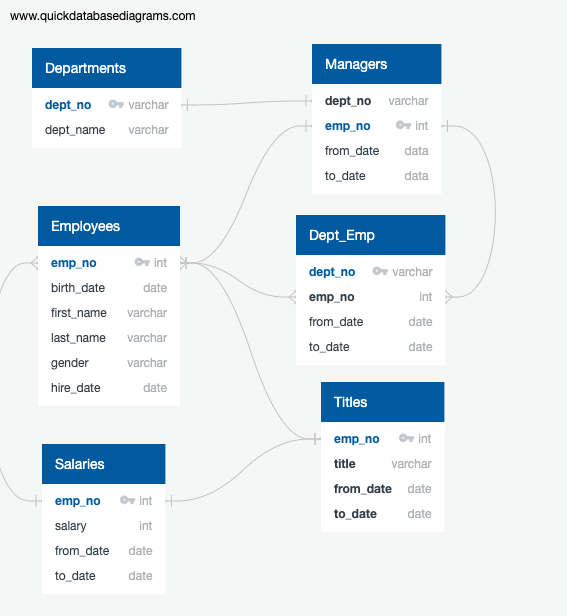 www.quickdatabasediagrams.com
Departments
dept_no varchar
dept_name varchar
Managers
dept_no varchar
emp_no int
from_date data
to_date data
Employees
emp_no int
birth_date date
first_name varchar
last_name varchar
gender varchar
hire_date date
Dept_Emp
dept_no varchar
emp_no int
from_date date
to_date date
Titles
emp_no int
title varchar
from_date date
to_date date
Salaries
emp_no int
salary int
from_date date
to_date date